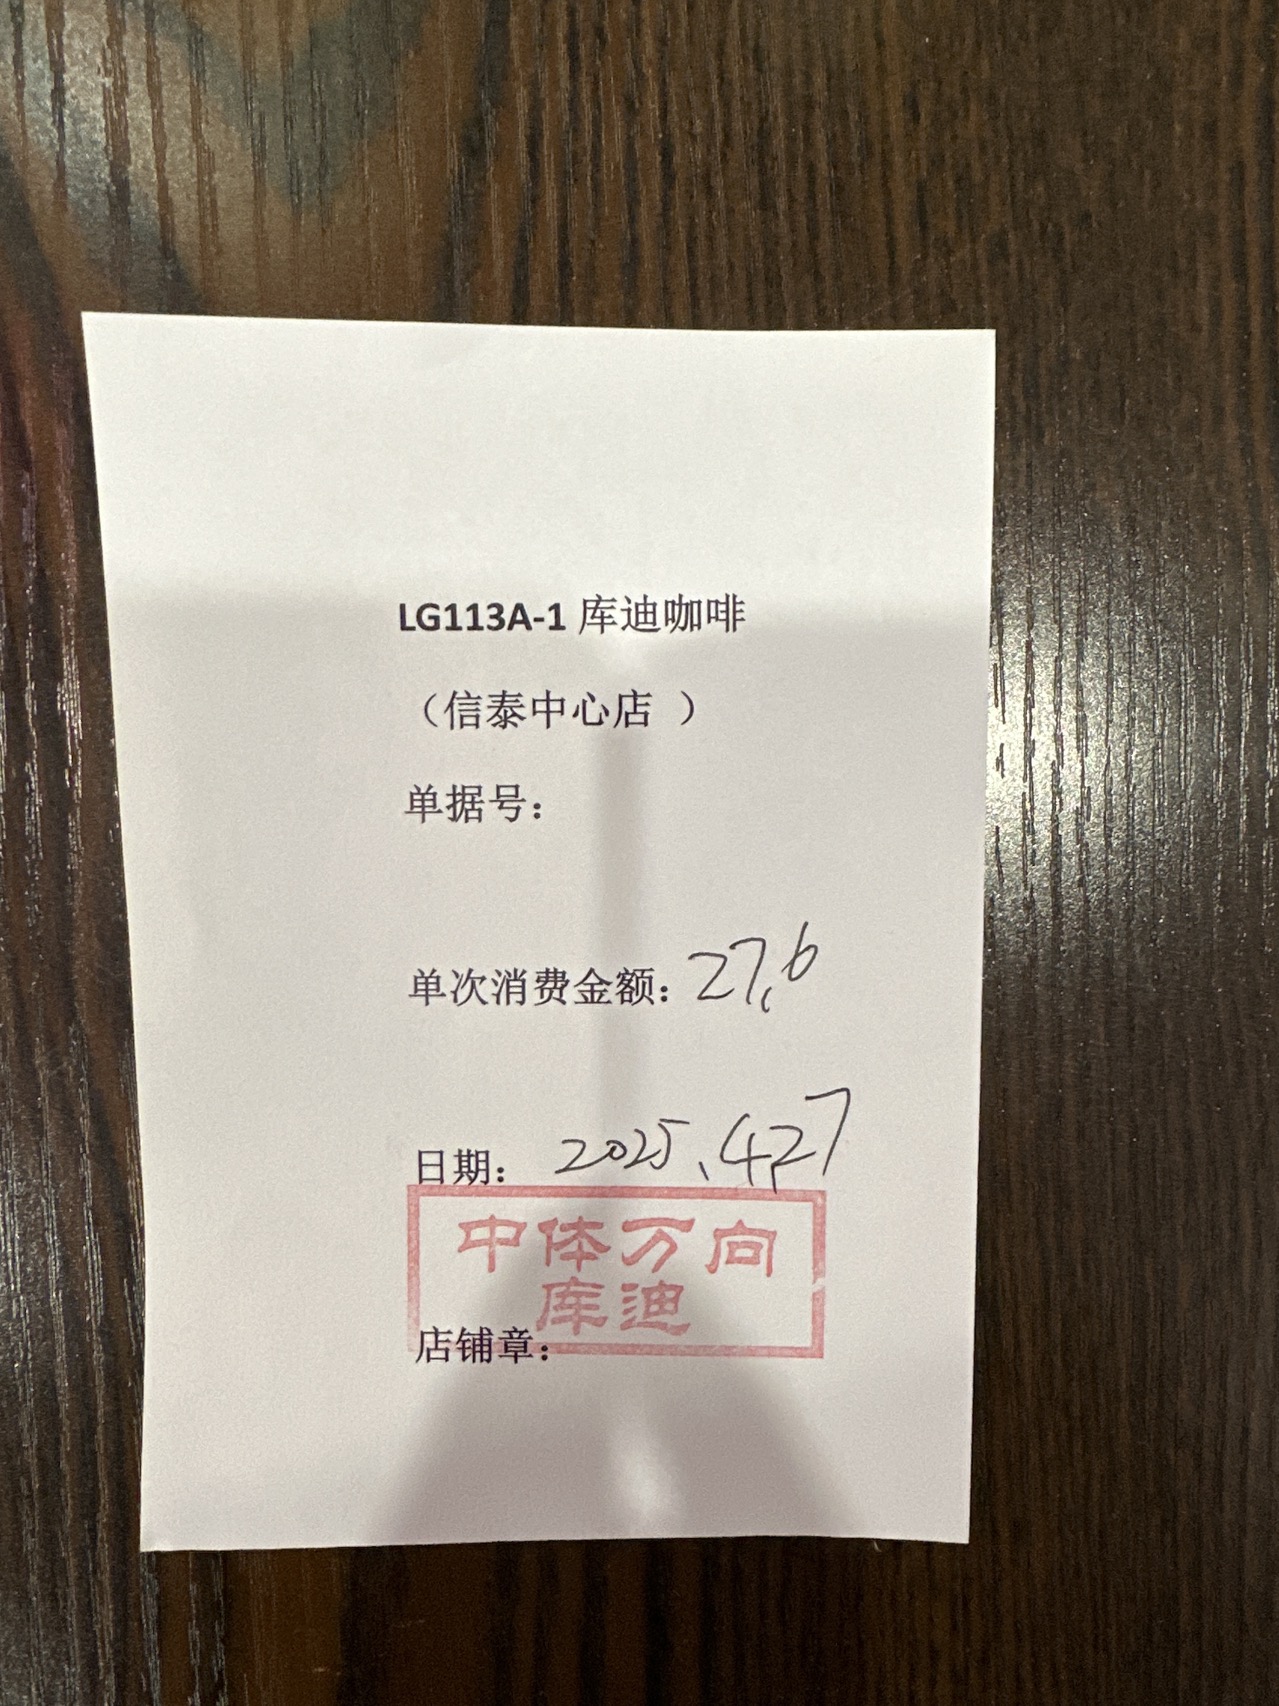 LG113A-1 库迪咖啡
（信泰中心店 ）
单据号：
单次消费金额：27.6
日期： 2025.4.27
中体万向
库迪
店铺章：